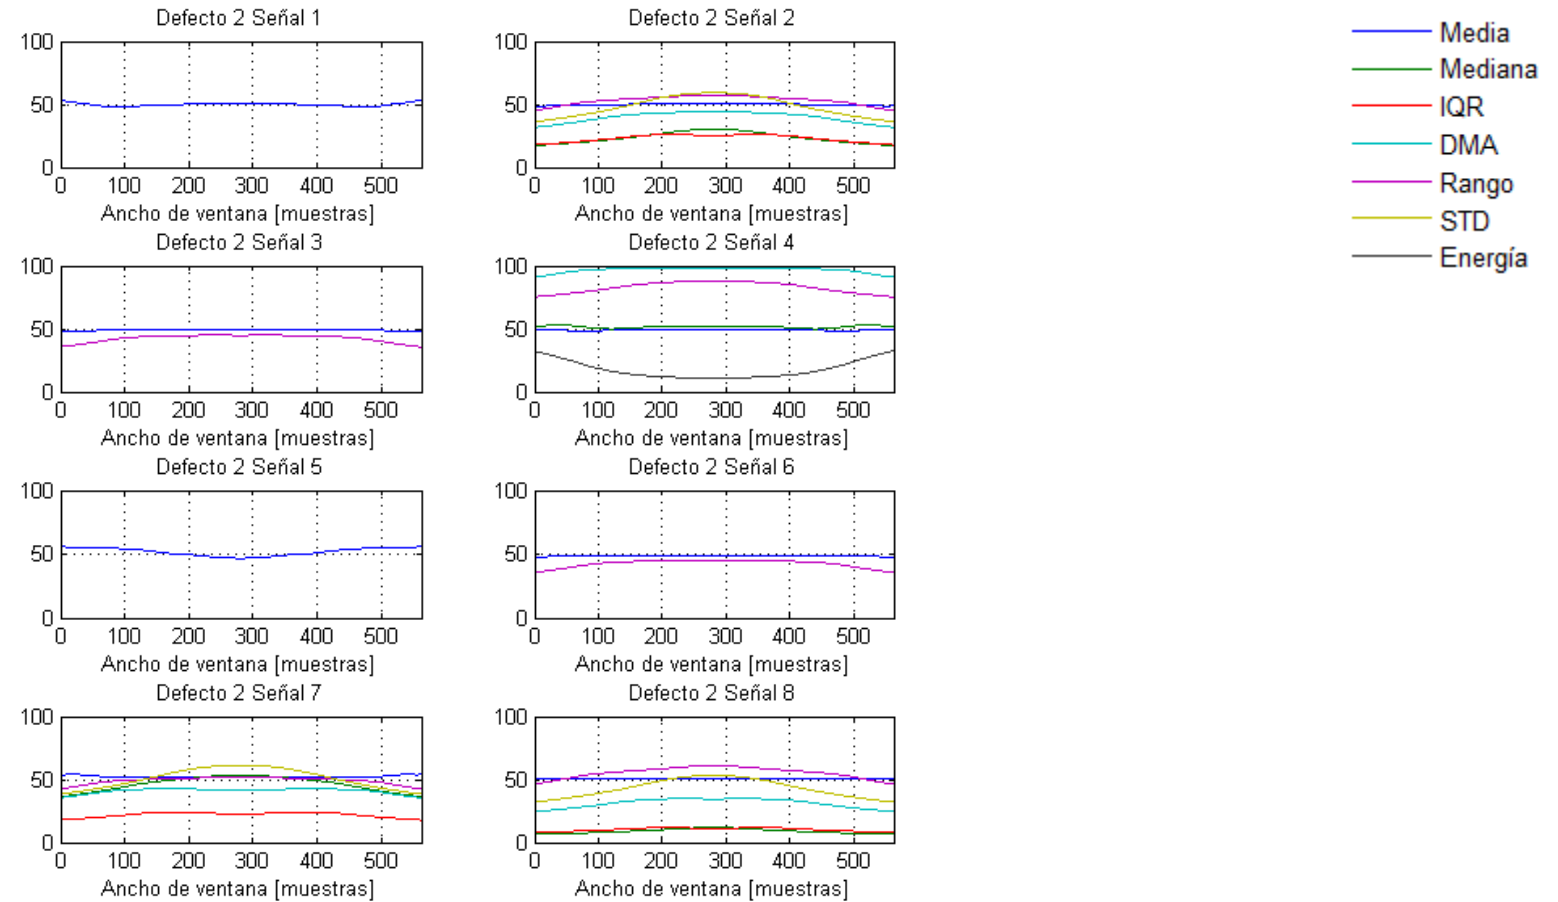 Defecto 2 Señal 1
100
50
0
0 100 200 300 400 500
Ancho de ventana [muestras]
Defecto 2 Señal 2
100
50
0
0 100 200 300 400 500
Ancho de ventana [muestras]
Defecto 2 Señal 3
100
50
0
0 100 200 300 400 500
Ancho de ventana [muestras]
Defecto 2 Señal 4
100
50
0
0 100 200 300 400 500
Ancho de ventana [muestras]
Defecto 2 Señal 5
100
50
0
0 100 200 300 400 500
Ancho de ventana [muestras]
Defecto 2 Señal 6
100
50
0
0 100 200 300 400 500
Ancho de ventana [muestras]
Defecto 2 Señal 7
100
50
0
0 100 200 300 400 500
Ancho de ventana [muestras]
Defecto 2 Señal 8
100
50
0
0 100 200 300 400 500
Ancho de ventana [muestras]
Media
Mediana
IQR
DMA
Rango
STD
Energía